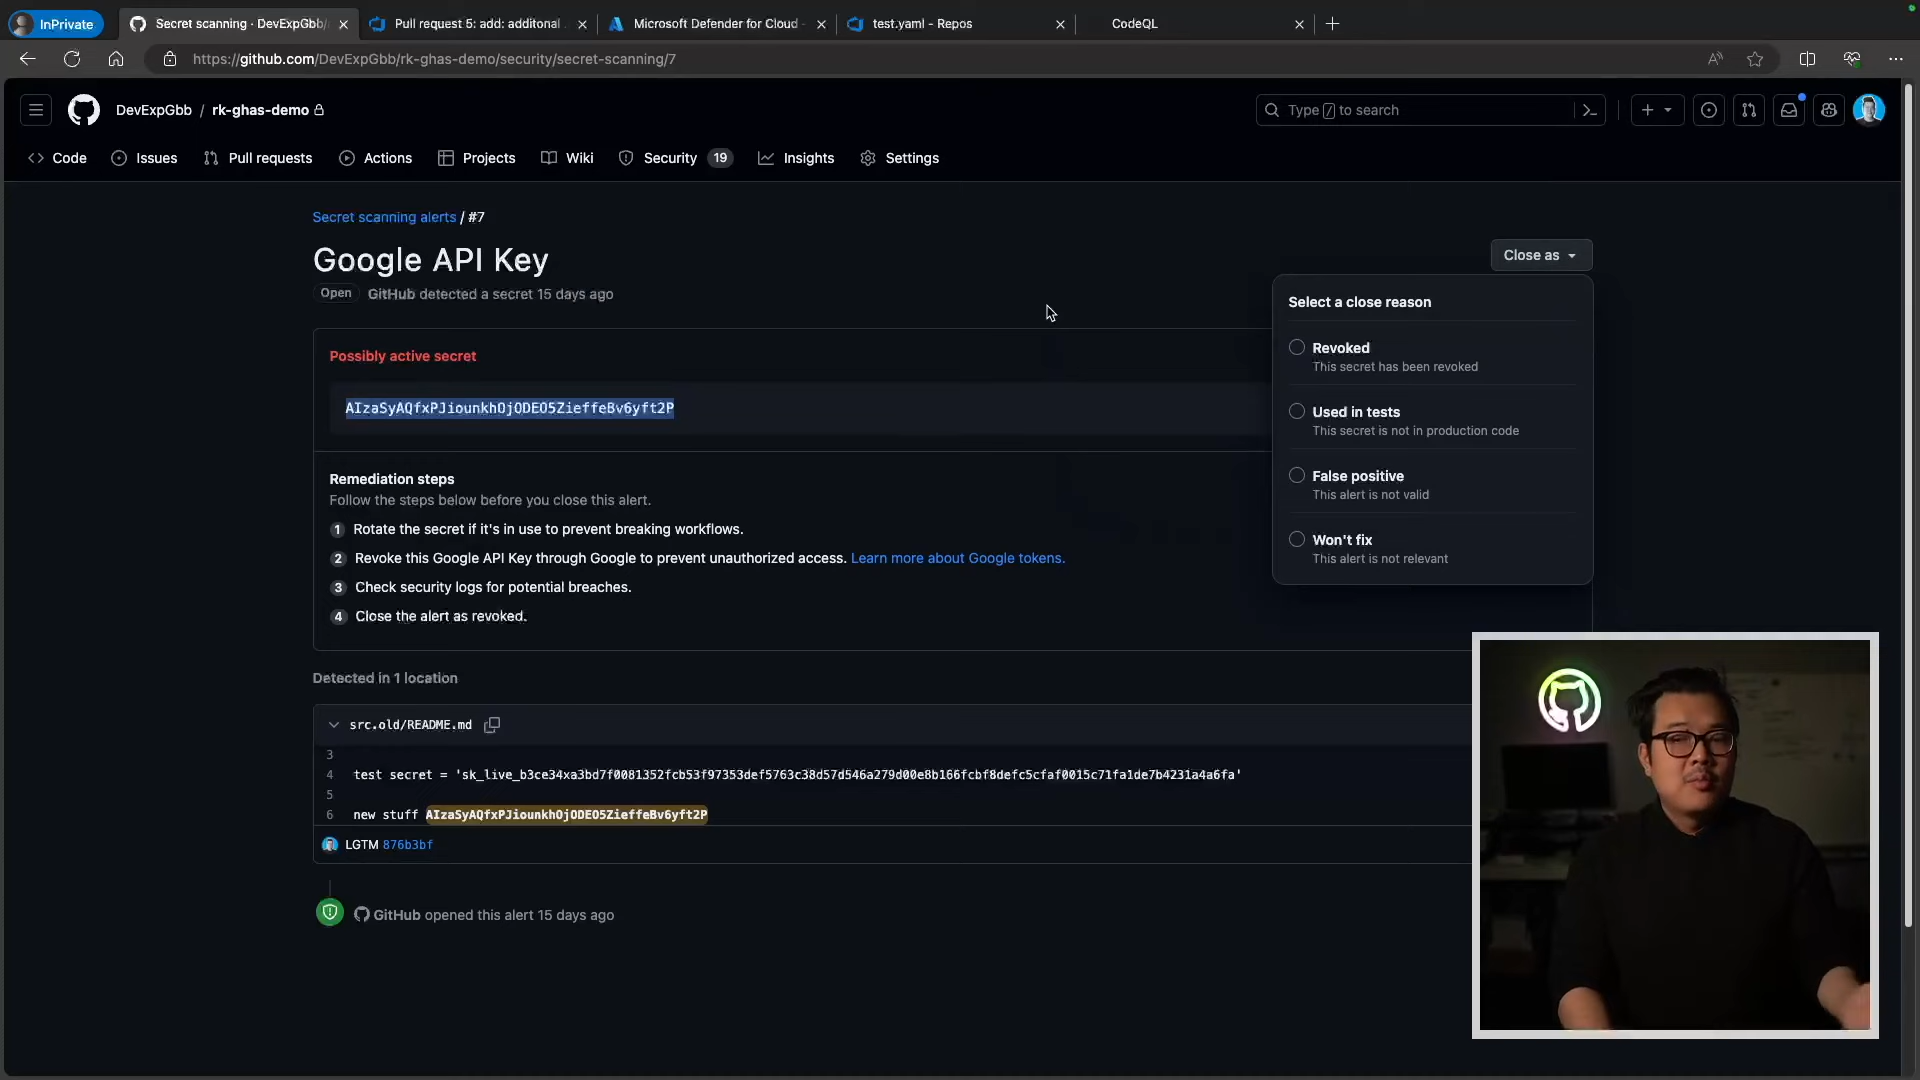 InPrivate
Secret scanning · DevExpGbb/
Pull request 5: add: additonal
Microsoft Defender for Cloud -
test.yaml - Repos
CodeQL
https://github.com/DevExpGbb/rk-ghas-demo/security/secret-scanning/7
DevExpGbb / rk-ghas-demo
Type / to search
Code
Issues
Pull requests
Actions
Projects
Wiki
Security 19
Insights
Settings
Secret scanning alerts / #7
Google API Key
Close as
Open GitHub detected a secret 15 days ago
Select a close reason
Revoked
This secret has been revoked
Used in tests
This secret is not in production code
False positive
This alert is not valid
Won't fix
This alert is not relevant
Possibly active secret
AIzaSyAQfxPJiounkhOjODEO5ZieffeBv6yft2P
Remediation steps
Follow the steps below before you close this alert.
1 Rotate the secret if it's in use to prevent breaking workflows.
2 Revoke this Google API Key through Google to prevent unauthorized access. Learn more about Google tokens.
3 Check security logs for potential breaches.
4 Close the alert as revoked.
Detected in 1 location
src.old/README.md
3
4 test secret = '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'
5
6 new stuff AIzaSyAQfxPJiounkhOjODEO5ZieffeBv6yft2P
LGTM 876b3bf
GitHub opened this alert 15 days ago